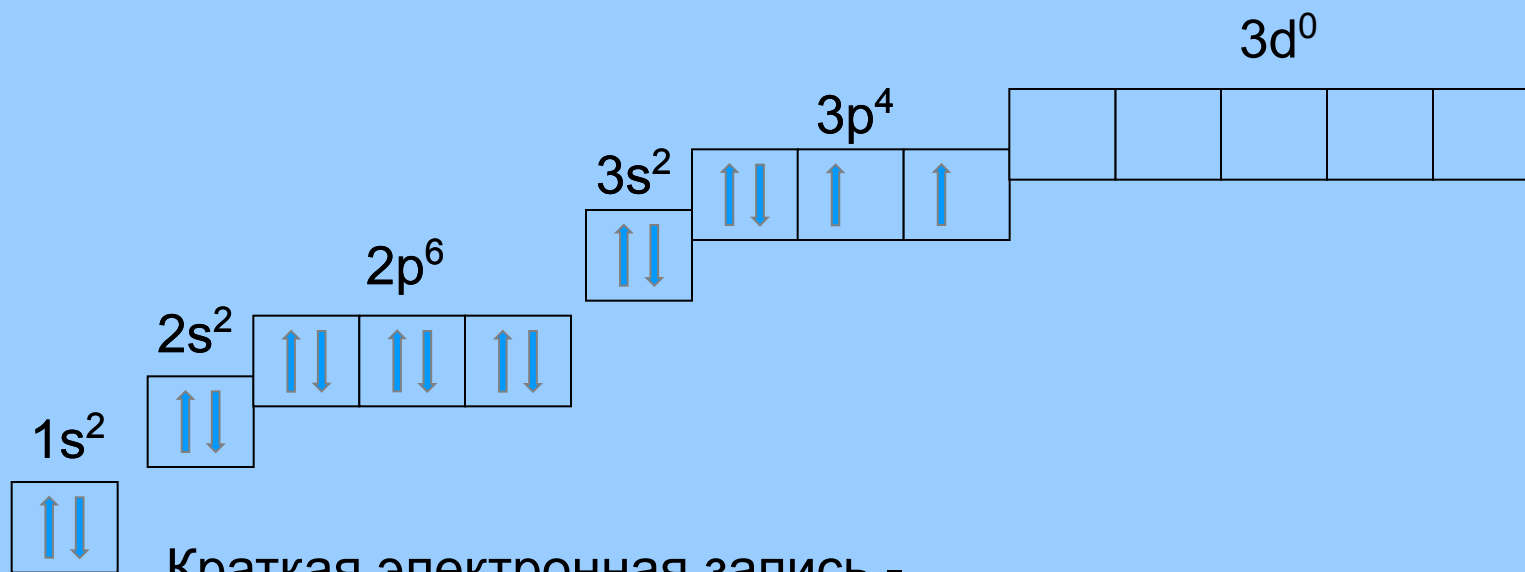 3d⁰
3p⁴
3s²
2p⁶
2s²
1s²
Краткая электронная запись -